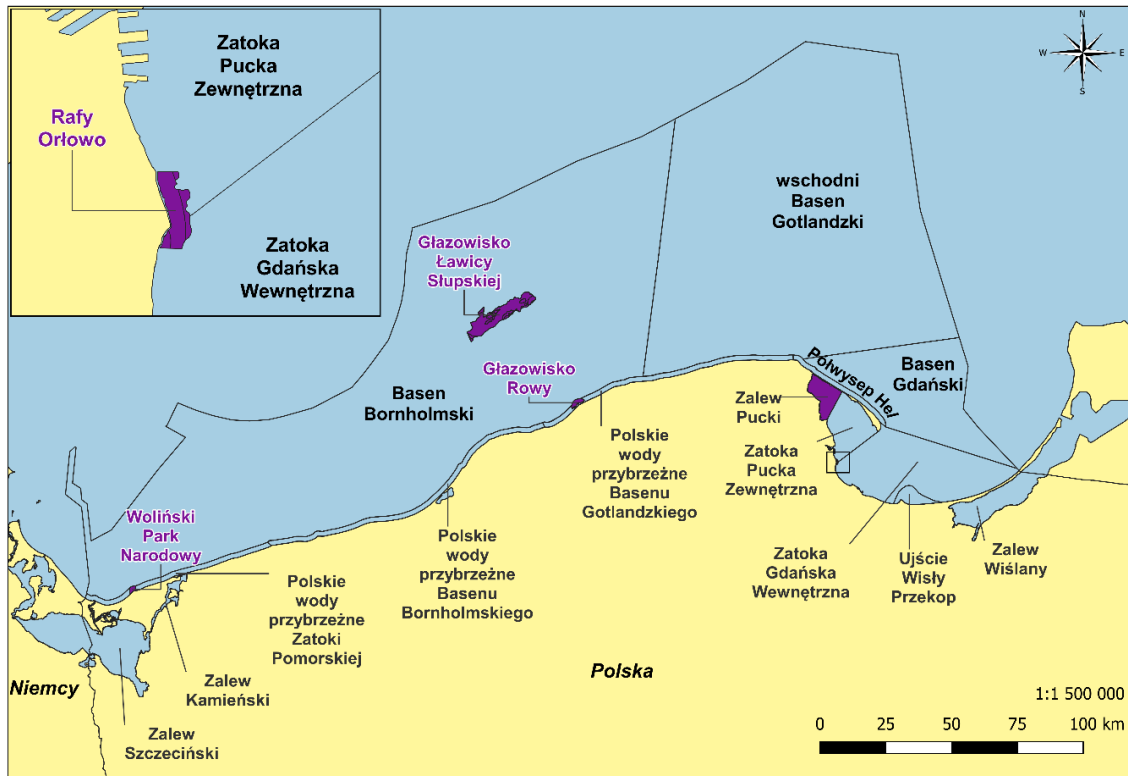 Zatoka
Pucka
Zewnętrzna
Rafy
Orłowo
Zatoka
Gdańska
Wewnętrzna
N
W
E
S
wschodni
Basen
Gotlandzki
Głazowisko
Ławicy
Słupskiej
Głazowisko
Rowy
Basen
Bornholmski
Półwysep Hel
Basen
Gdański
Zalew
Pucki
Zatoka
Pucka
Zewnętrzna
Polskie
wody
przybrzeżne
Basenu
Gotlandzkiego
Woliński
Park
Narodowy
Polskie
wody
przybrzeżne
Basenu
Bornholmskiego
Zatoka
Gdańska
Wewnętrzna
Ujście
Wisły
Przekop
Zalew
Wiślany
Polskie
wody
przybrzeżne
Zatoki
Pomorskiej
Zalew
Kamieński
Zalew
Szczeciński
Niemcy
Polska
1:1 500 000
0 25 50 75 100 km